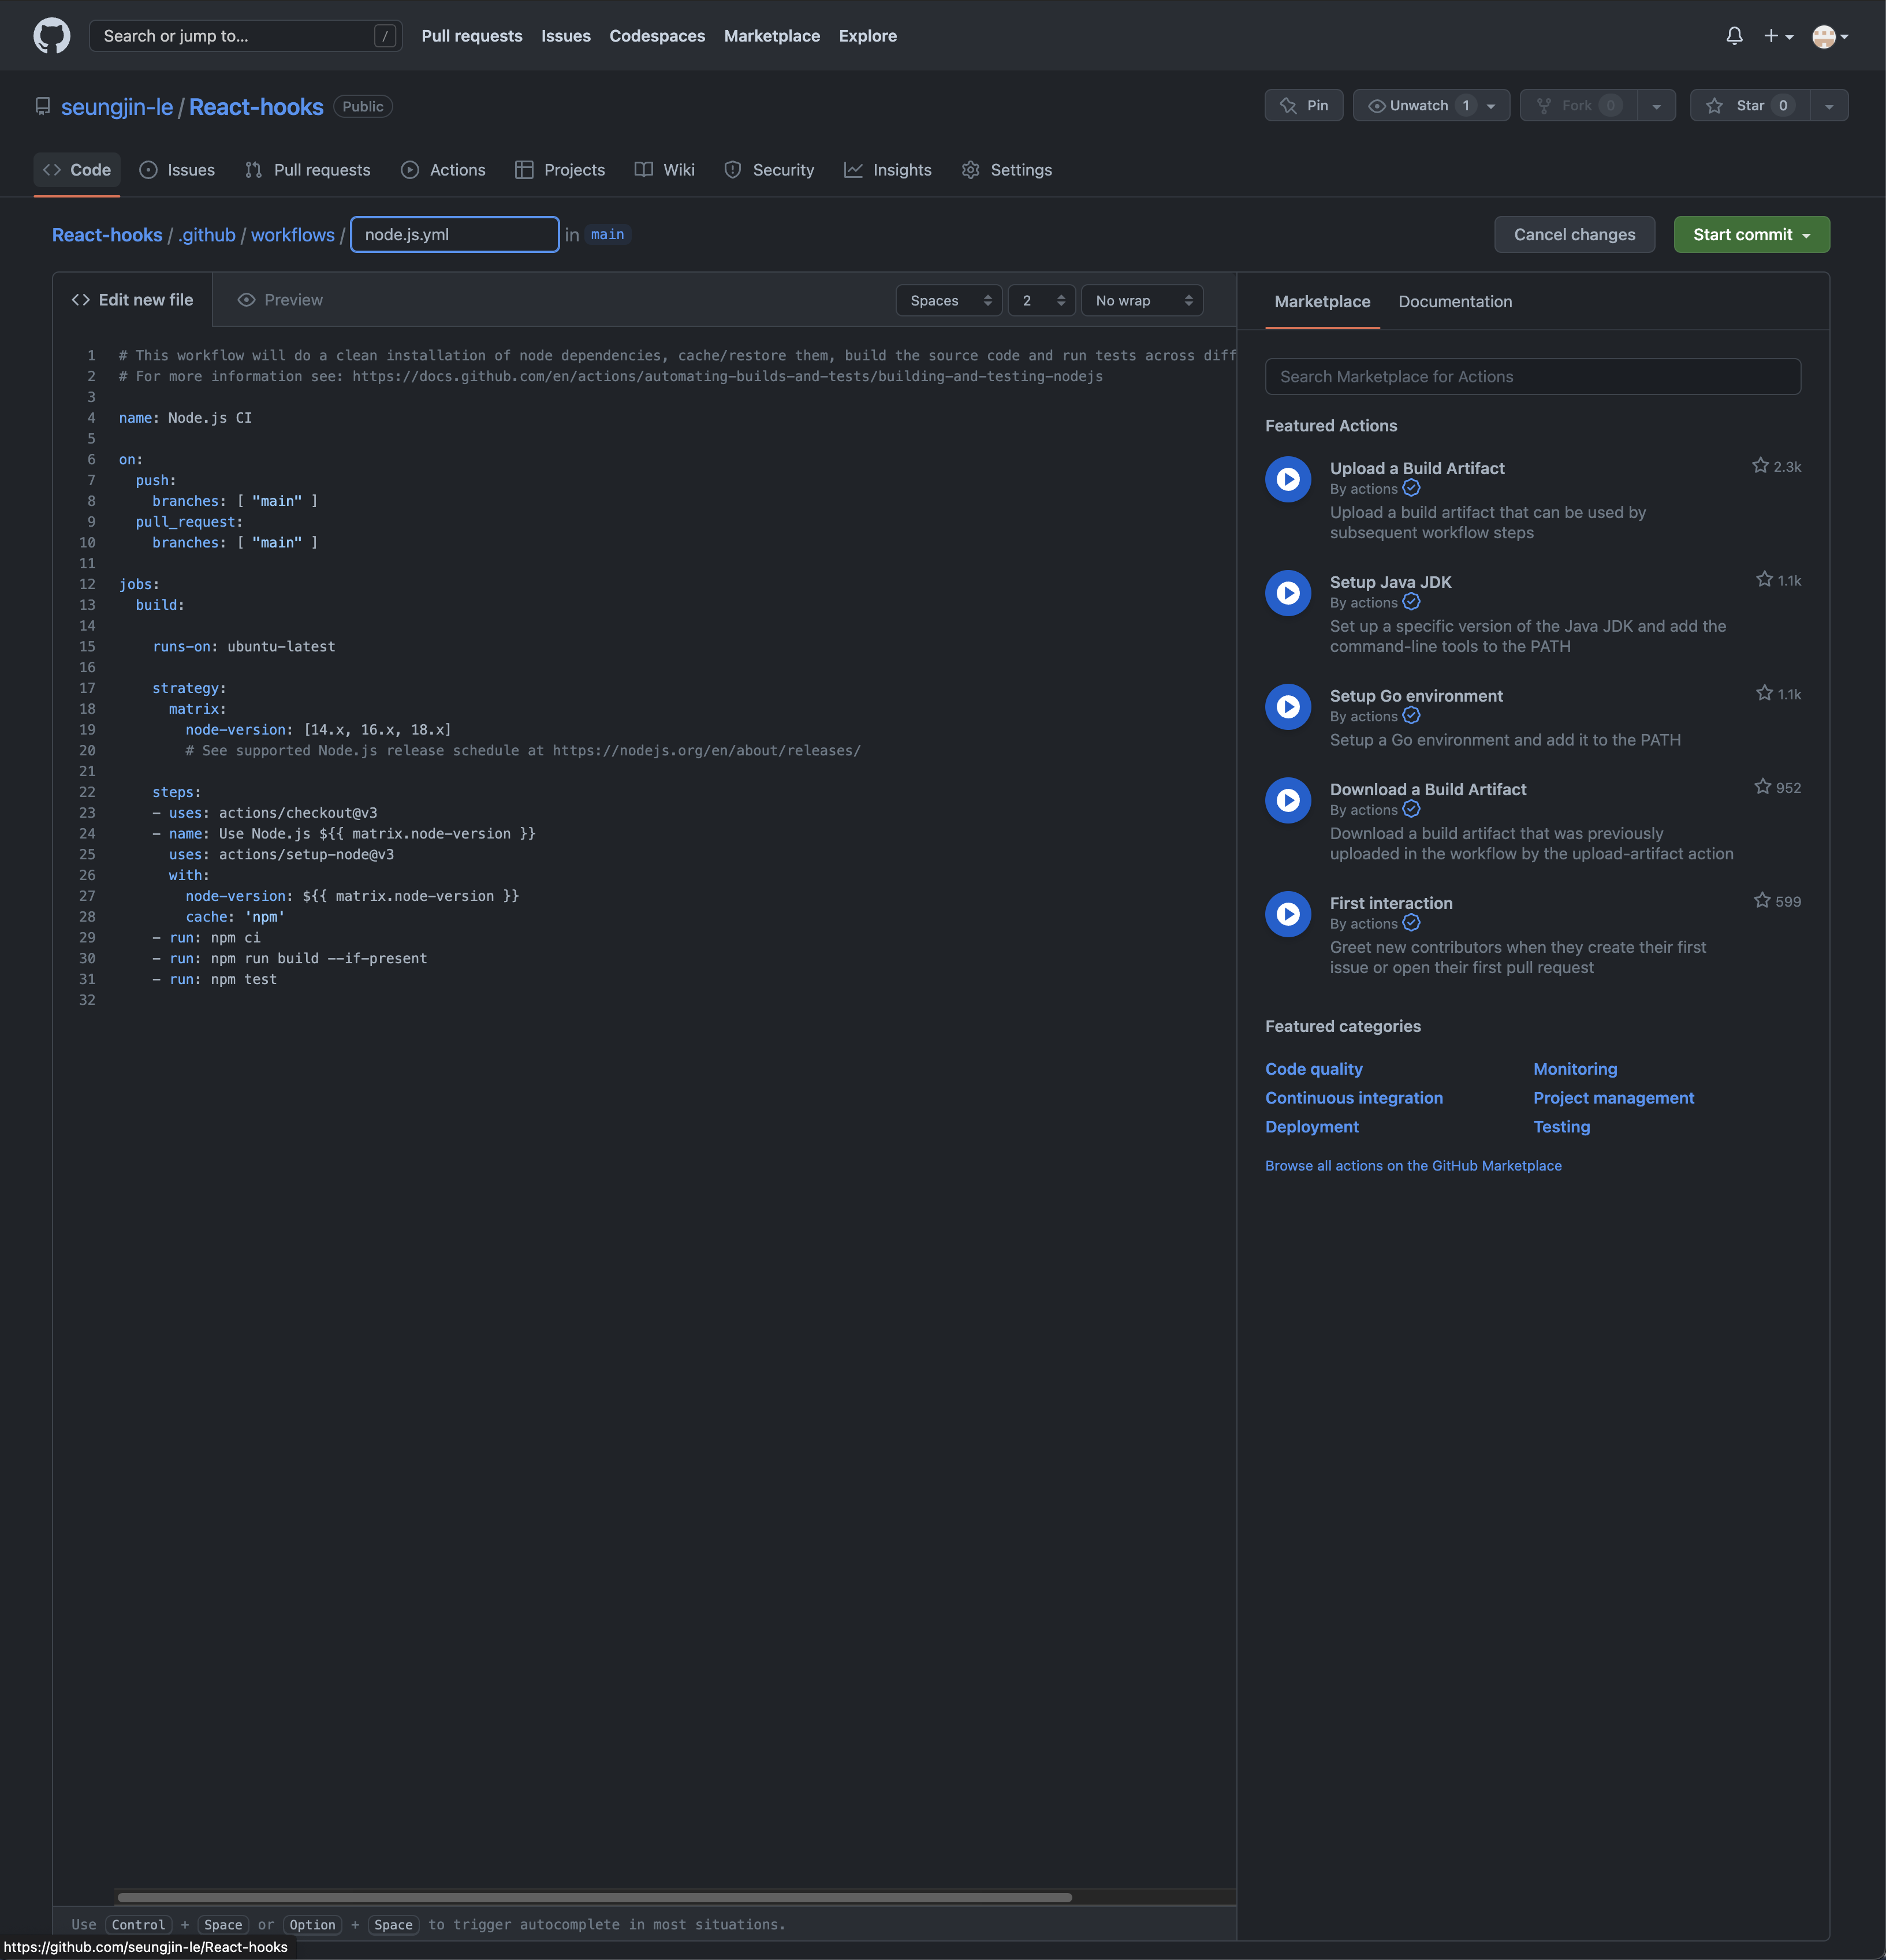 Search or jump to... /
Pull requests Issues Codespaces Marketplace Explore
seungjin-le / React-hooks Public
Pin Unwatch 1 Fork 0 Star 0
Code Issues Pull requests Actions Projects Wiki Security Insights Settings
React-hooks / .github / workflows / node.js.yml in main
Cancel changes Start commit
Edit new file Preview Spaces 2 No wrap
1 # This workflow will do a clean installation of node dependencies, cache/restore them, build the source code and run tests across diff
2 # For more information see: https://docs.github.com/en/actions/automating-builds-and-tests/building-and-testing-nodejs
3
4 name: Node.js CI
5
6 on:
7   push:
8     branches: [ "main" ]
9   pull_request:
10     branches: [ "main" ]
11
12 jobs:
13   build:
14
15     runs-on: ubuntu-latest
16
17     strategy:
18       matrix:
19         node-version: [14.x, 16.x, 18.x]
20         # See supported Node.js release schedule at https://nodejs.org/en/about/releases/
21
22     steps:
23     - uses: actions/checkout@v3
24     - name: Use Node.js ${{ matrix.node-version }}
25       uses: actions/setup-node@v3
26       with:
27         node-version: ${{ matrix.node-version }}
28         cache: 'npm'
29     - run: npm ci
30     - run: npm run build --if-present
31     - run: npm test
32
Use Control + Space or Option + Space to trigger autocomplete in most situations.
Marketplace Documentation
Search Marketplace for Actions
Featured Actions
Upload a Build Artifact 2.3k
By actions
Upload a build artifact that can be used by
subsequent workflow steps
Setup Java JDK 1.1k
By actions
Set up a specific version of the Java JDK and add the
command-line tools to the PATH
Setup Go environment 1.1k
By actions
Setup a Go environment and add it to the PATH
Download a Build Artifact 952
By actions
Download a build artifact that was previously
uploaded in the workflow by the upload-artifact action
First interaction 599
By actions
Greet new contributors when they create their first
issue or open their first pull request
Featured categories
Code quality Monitoring
Continuous integration Project management
Deployment Testing
Browse all actions on the GitHub Marketplace
https://github.com/seungjin-le/React-hooks